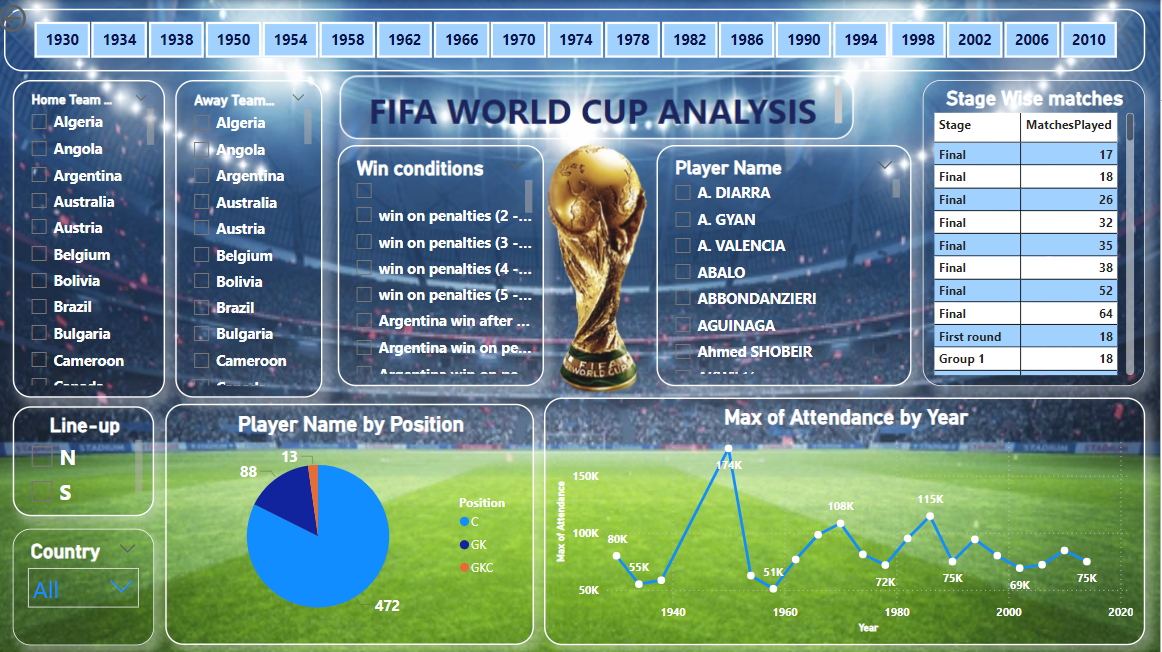 1930 1934 1938 1950 1954 1958 1962 1966 1970 1974 1978 1982 1986 1990 1994 1998 2002 2006 2010
Home Team ...
Algeria
Angola
Argentina
Australia
Austria
Belgium
Bolivia
Brazil
Bulgaria
Cameroon
Away Team...
Algeria
Angola
Argentina
Australia
Austria
Belgium
Bolivia
Brazil
Bulgaria
Cameroon
FIFA WORLD CUP ANALYSIS
Win conditions
win on penalties (2 -...
win on penalties (3 -...
win on penalties (4 -...
win on penalties (5 -...
Argentina win after ...
Argentina win on pe...
WORLD CUP
Player Name
A. DIARRA
A. GYAN
A. VALENCIA
ABALO
ABBONDANZIERI
AGUINAGA
Ahmed SHOBEIR
Stage Wise matches
Stage MatchesPlayed
Final 17
Final 18
Final 26
Final 32
Final 35
Final 38
Final 52
Final 64
First round 18
Group 1 18
Line-up
N
S
Country
All
Player Name by Position
13
88
472
Position
C
GK
GKC
Max of Attendance by Year
Max of Attendance
150K
100K
50K
80K
55K
174K
51K
108K
72K
115K
75K
69K
75K
1940 1960 1980 2000 2020
Year